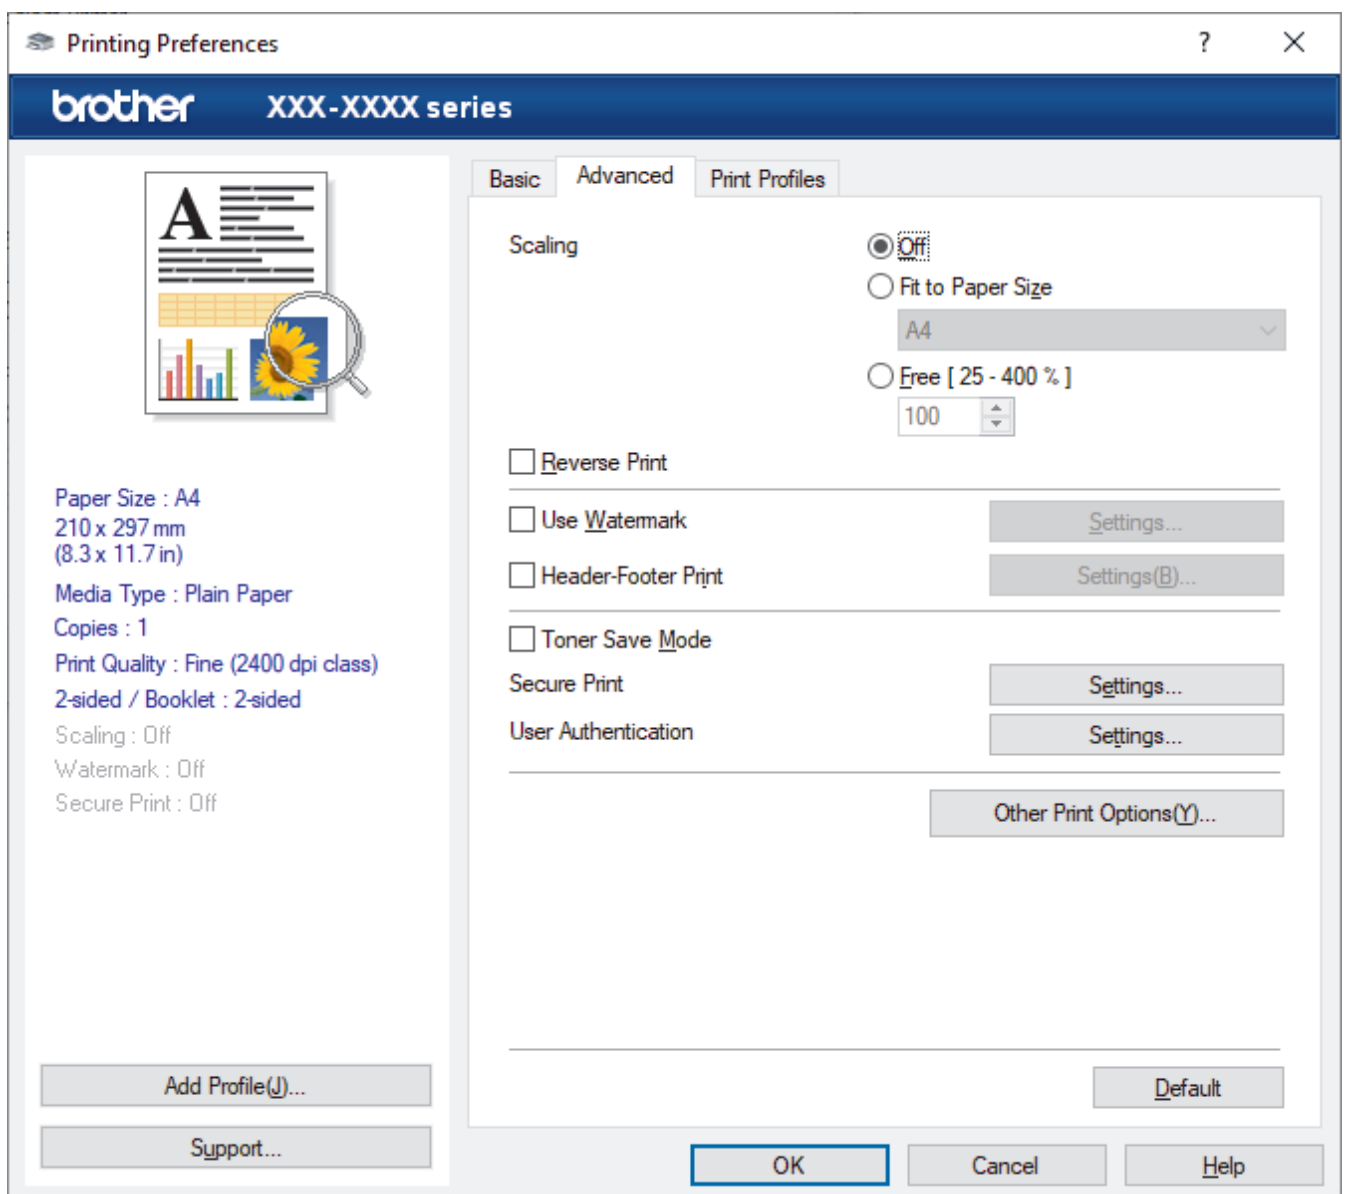 Printing Preferences
?
brother XXX-XXXX series
Basic
Advanced
Print Profiles
A
Paper Size : A4
210 x 297 mm
(8.3 x 11.7 in)
Media Type : Plain Paper
Copies : 1
Print Quality : Fine (2400 dpi class)
2-sided / Booklet : 2-sided
Scaling : Off
Watermark : Off
Secure Print : Off
Add Profile(J)...
Support...
Scaling
Off
Fit to Paper Size
A4
Free [ 25 - 400 % ]
100
Reverse Print
Use Watermark
Settings...
Header-Footer Print
Settings(B)...
Toner Save Mode
Secure Print
Settings...
User Authentication
Settings...
Other Print Options(Y)...
Default
OK
Cancel
Help